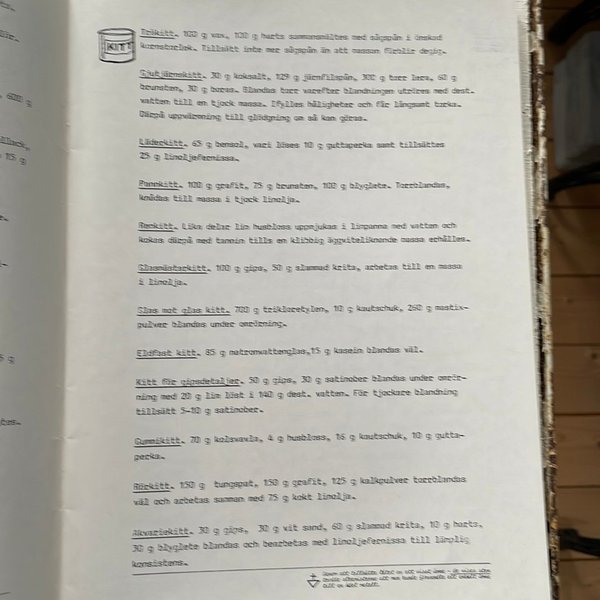 600 g
KITT
Träkitt. 100 g vax, 100 g harts sammansmältes med sågspån i önskad
kornstorlek. Tillsätt inte mer sågspån än att massan förblir degig.
Gjutjärnskitt. 30 g koksalt, 129 g järnfilspån, 300 g torr lera, 60 g
brunsten, 30 g borax. Blandas torr varefter blandningen utröres med dest.
vatten till en tjock massa. Ifylles håligheter och får långsamt torka.
Därpå uppvärmning till glödgning om så kan göras.
Läderkitt. 65 g bensol, vari löses 10 g guttaperka samt tillsättes
25 g linoljefernissa.
Pannkitt. 100 g grafit, 75 g brunsten, 100 g blyglete. Torrblandas,
knådas till massa i tjock linolja.
Benkitt. Lika delar lim husbloss uppmjukas i limpanna med vatten och
kokas därpå med tannin tills en klibbig äggviteliknande massa erhålles.
Glasmästarkitt. 100 g gips, 50 g slammad krita, arbetas till en massa
i linolja.
Glas mot glas kitt. 700 g trikloretylen, 10 g kautschuk, 260 g mastix-
pulver blandas under omrörning.
Eldfast kitt. 85 g natronvattenglas,15 g kasein blandas väl.
Kitt för gipsdetaljer. 50 g gips, 30 g satinober blandas under omrör-
ning med 20 g lim löst i 140 g dest. vatten. För tjockare blandning
tillsätt 5-10 g satinober.
Gummikitt. 70 g kolsvavla, 4 g husbloss, 16 g kautschuk, 10 g gutta-
perka.
Rörkitt. 150 g tungspat, 150 g grafit, 125 g kalkpulver torrblandas
väl och arbetas samman med 75 g kokt linolja.
Akvariekitt. 30 g gips, 30 g vit sand, 60 g slammad krita, 10 g harts,
30 g blyglete blandas och bearbetas med linoljefernissa till lämplig
konsistens.